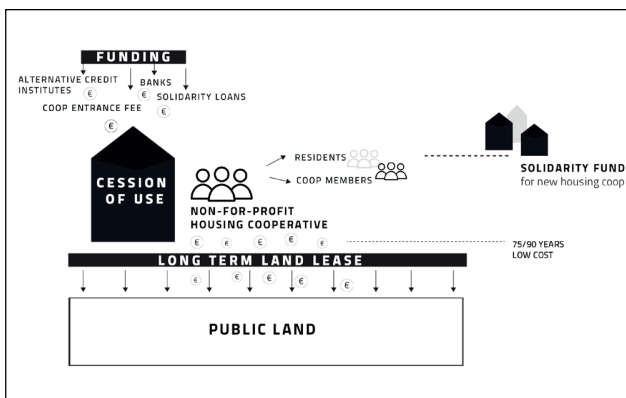 FUNDING
ALTERNATIVE CREDIT
INSTITUTES
€
BANKS
€
SOLIDARITY LOANS
€
COOP ENTRANCE FEE
€
CESSION
OF USE
RESIDENTS
COOP MEMBERS
NON-FOR-PROFIT
HOUSING COOPERATIVE
SOLIDARITY FUND
for new housing coop
€ € € € €
75/90 YEARS
LOW COST
LONG TERM LAND LEASE
€ € € € €
PUBLIC LAND